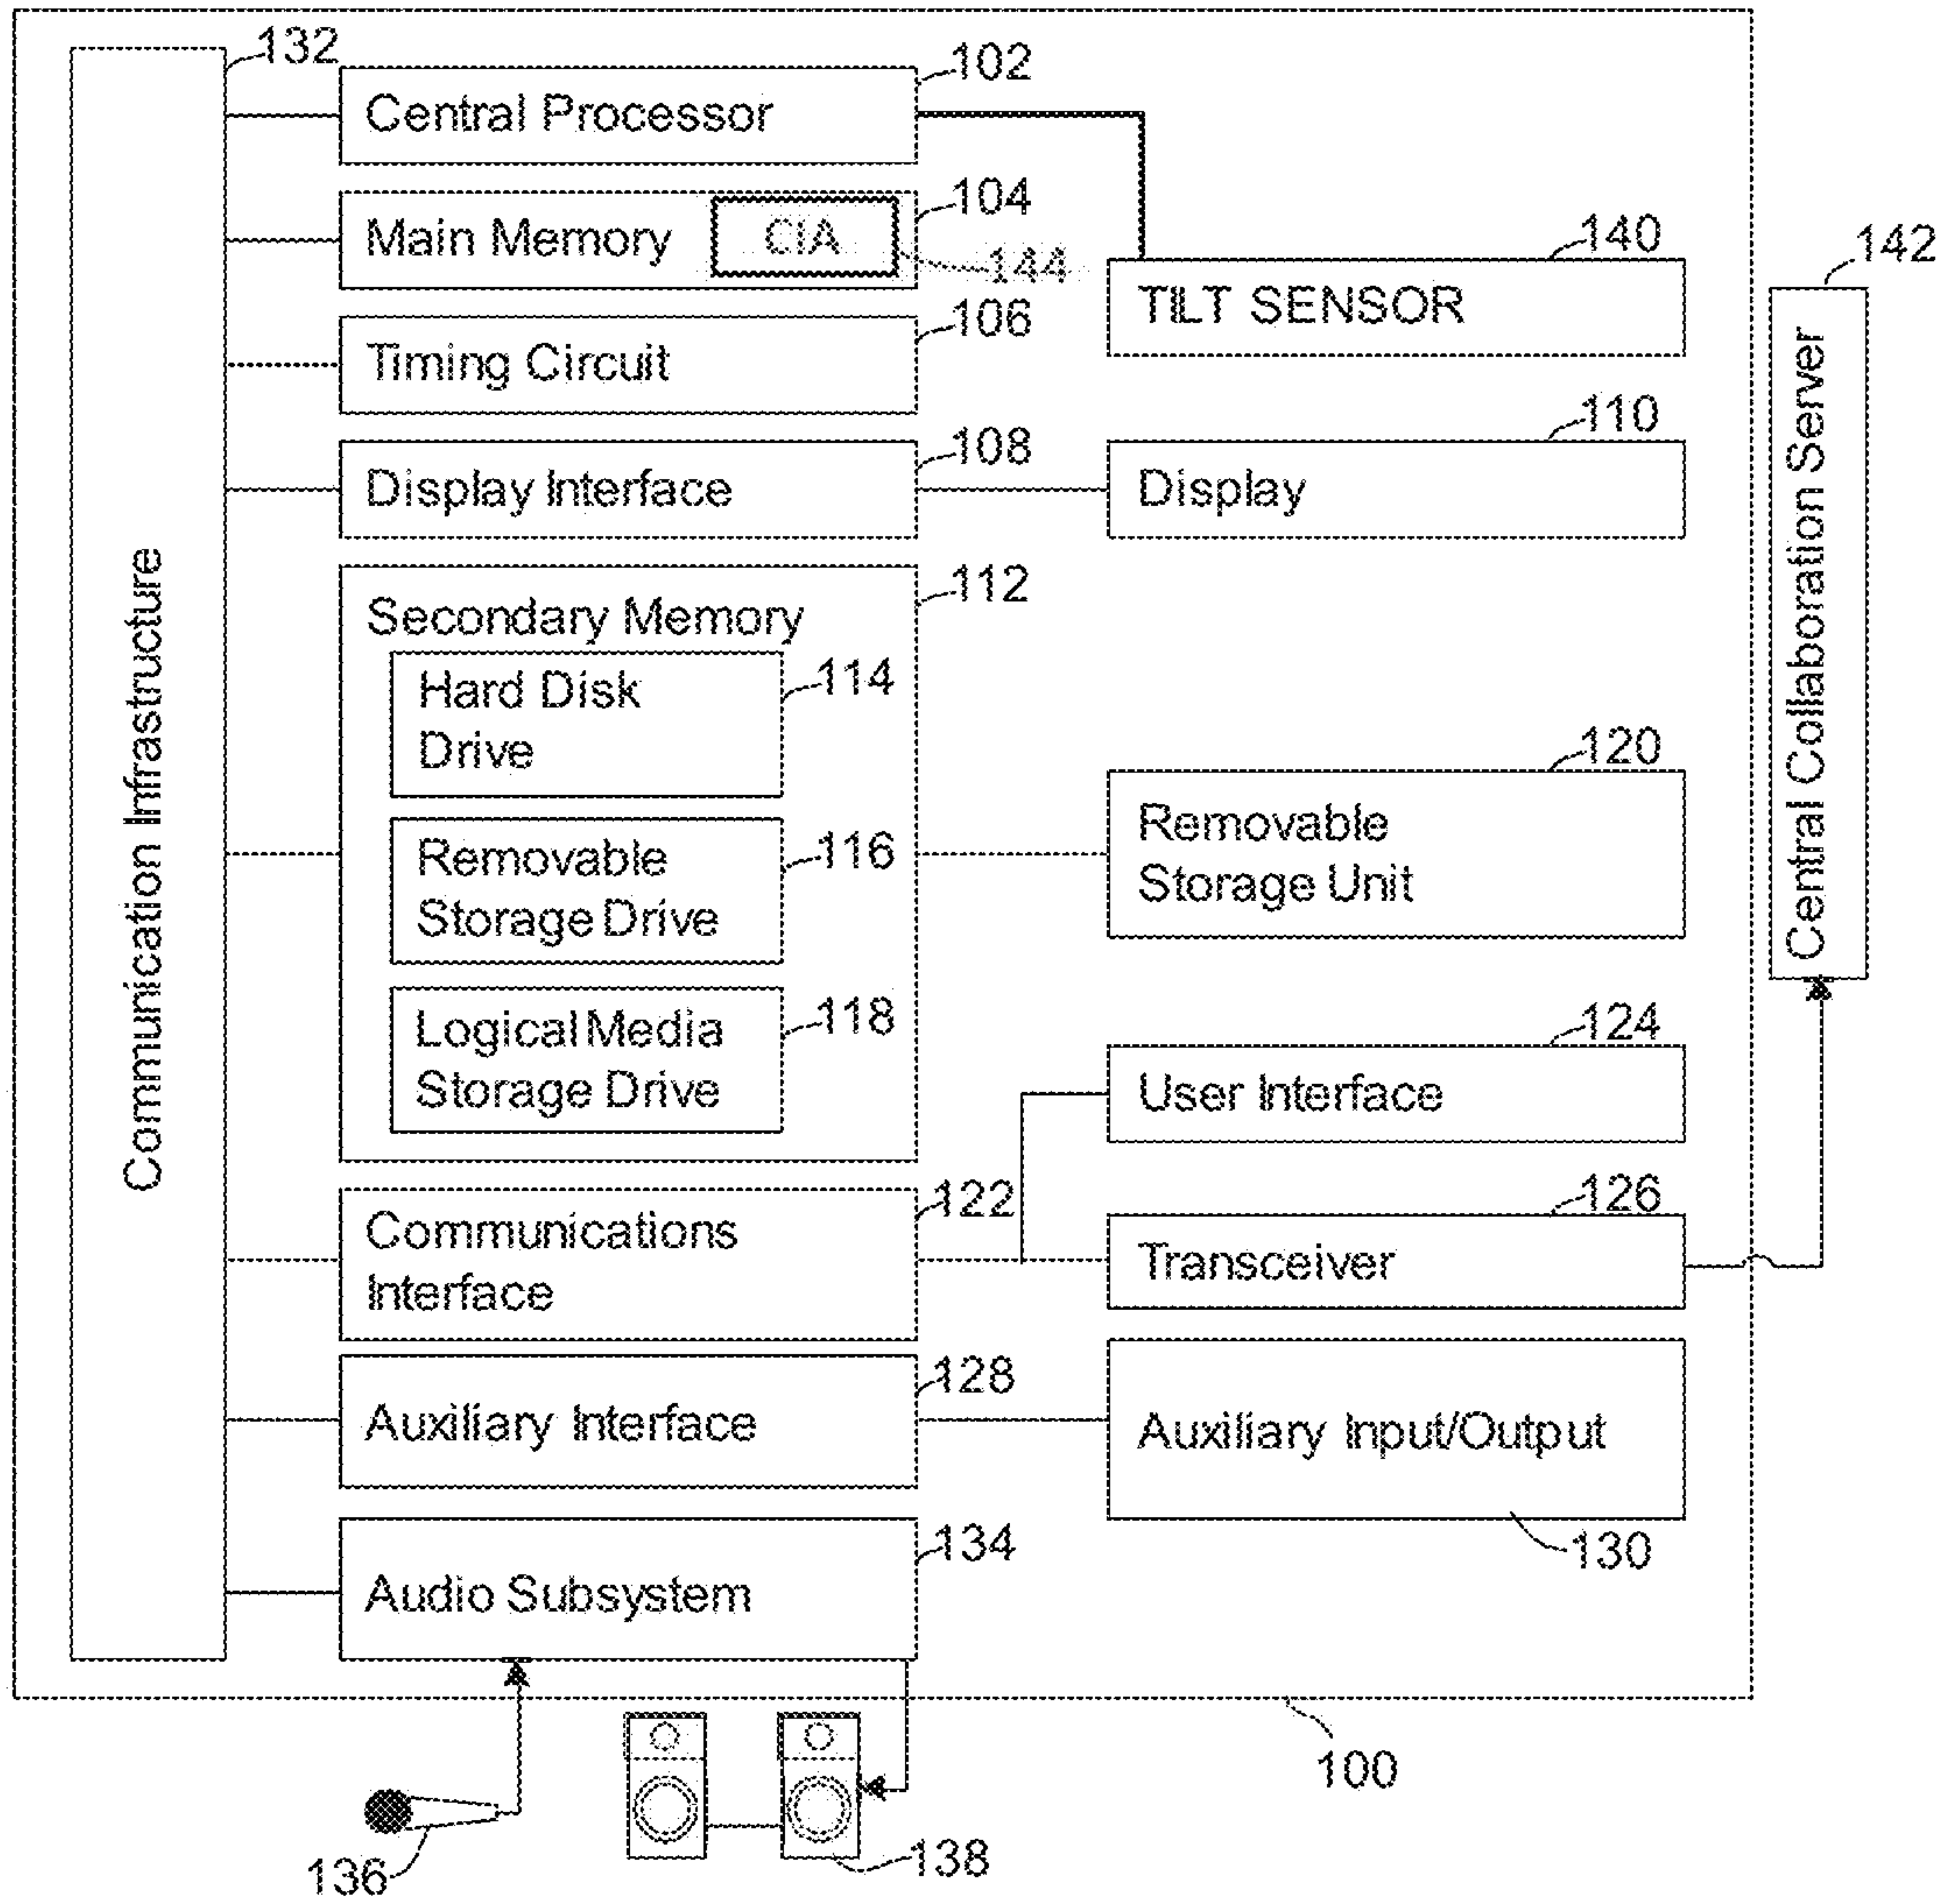 132
102
Central Processor
104
Main Memory
CIA
144
140
142
TILT SENSOR
106
Timing Circuit
110
108
Display Interface
Display
Central Collaboration Server
112
Secondary Memory
114
Hard Disk
Drive
Communication Infrastructure
120
116
Removable
Storage Drive
Removable
Storage Unit
118
Logical Media
Storage Drive
124
User Interface
122
Communications
Interface
126
Transceiver
128
Auxiliary Interface
Auxiliary Input/Output
134
130
Audio Subsystem
100
136
138